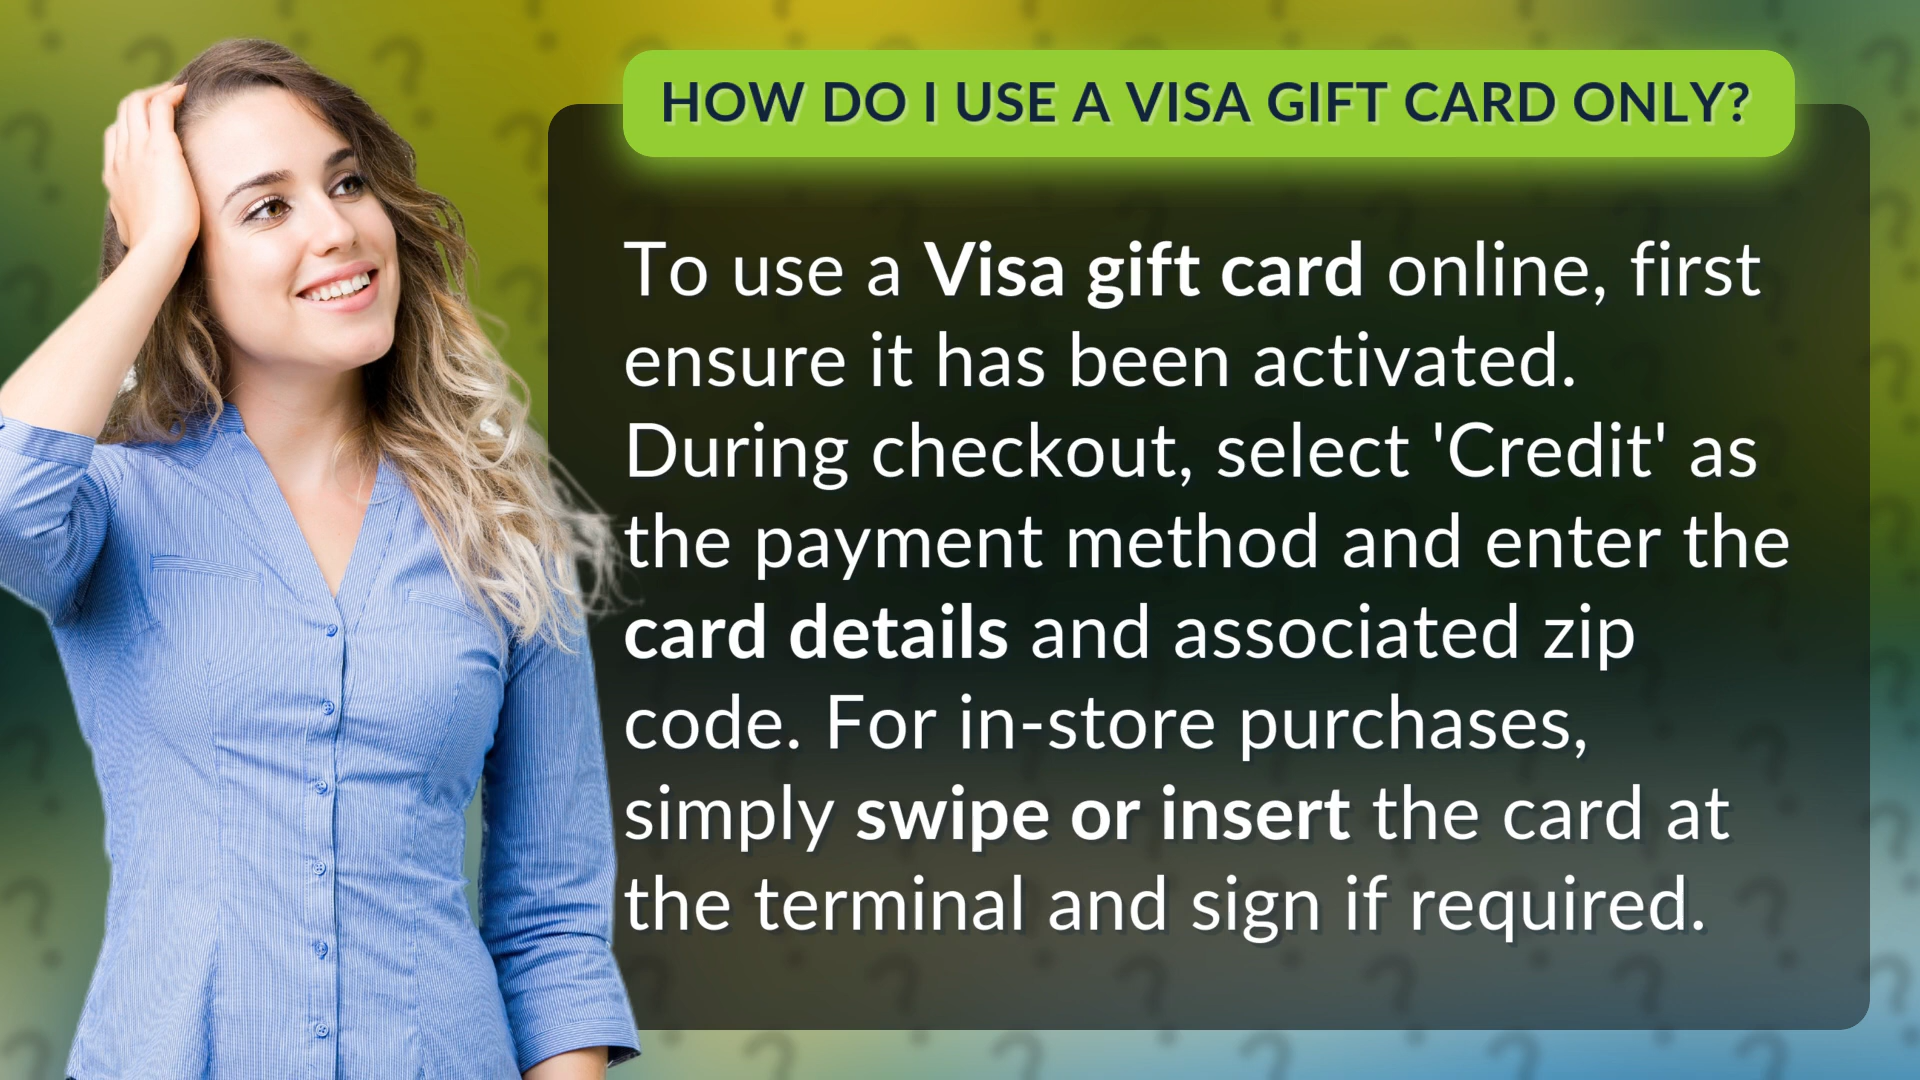 HOW DO I USE A VISA GIFT CARD ONLY?
To use a Visa gift card online, first
ensure it has been activated.
During checkout, select 'Credit' as
the payment method and enter the
card details and associated zip
code. For in-store purchases,
simply swipe or insert the card at
the terminal and sign if required.